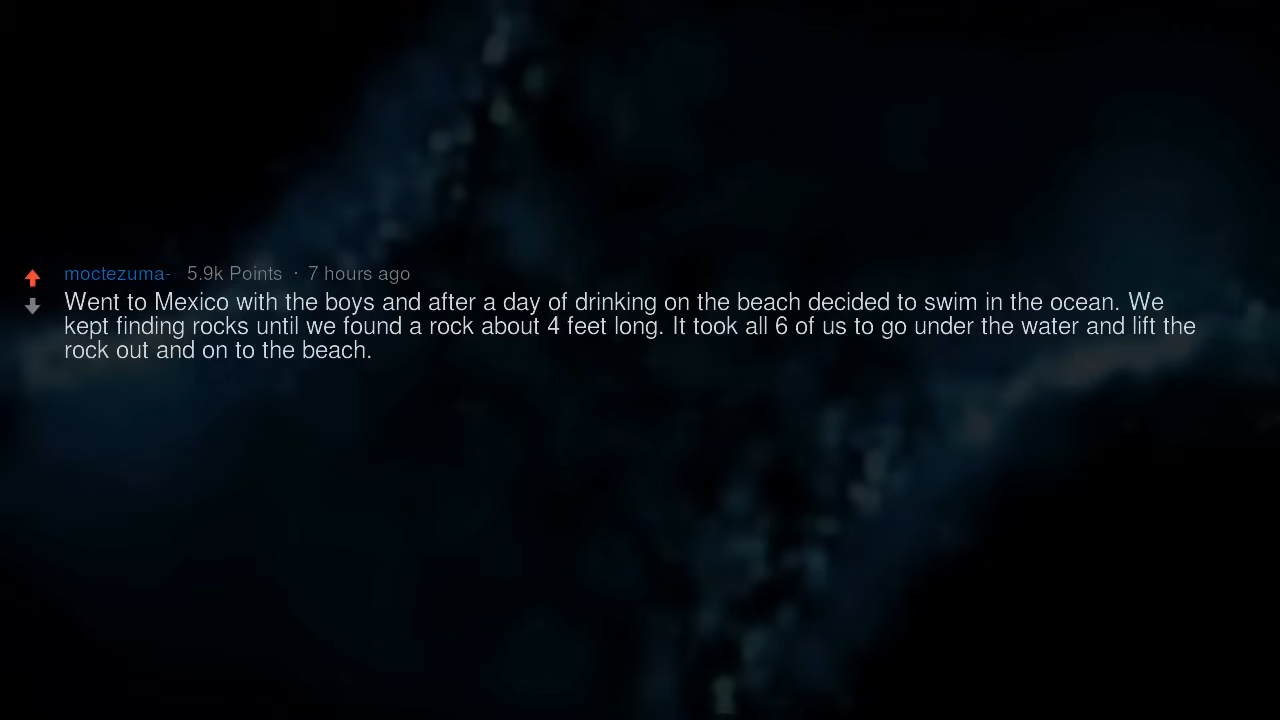 moctezuma- 5.9k Points · 7 hours ago
Went to Mexico with the boys and after a day of drinking on the beach decided to swim in the ocean. We
kept finding rocks until we found a rock about 4 feet long. It took all 6 of us to go under the water and lift the
rock out and on to the beach.